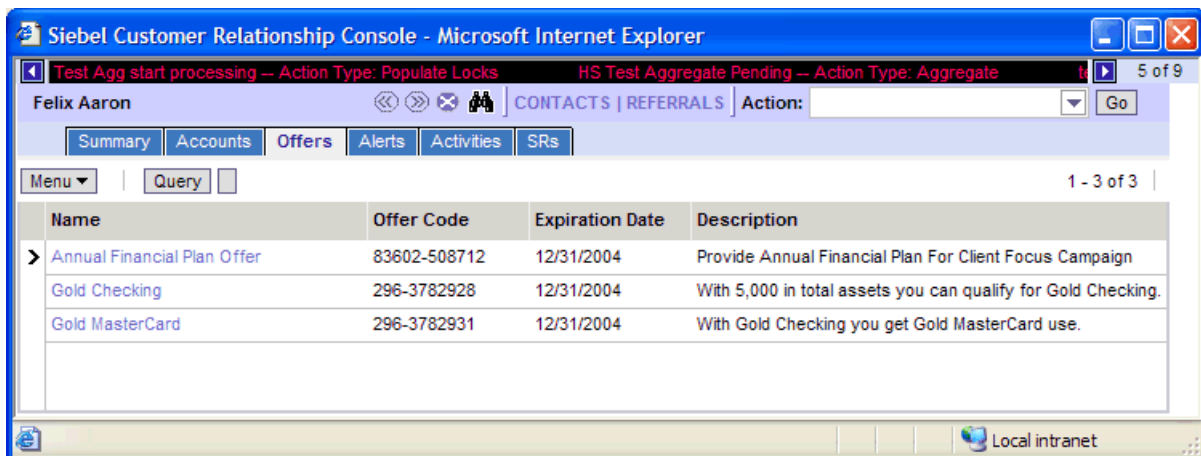 Siebel Customer Relationship Console - Microsoft Internet Explorer
Test Agg start processing -- Action Type: Populate Locks HS Test Aggregate Pending -- Action Type: Aggregate 5 of 9
Felix Aaron CONTACTS | REFERRALS Action: Go
Summary Accounts Offers Alerts Activities SRs
Menu Query 1 - 3 of 3
Name Offer Code Expiration Date Description
Annual Financial Plan Offer 83602-508712 12/31/2004 Provide Annual Financial Plan For Client Focus Campaign
Gold Checking 296-3782928 12/31/2004 With 5,000 in total assets you can qualify for Gold Checking.
Gold MasterCard 296-3782931 12/31/2004 With Gold Checking you get Gold MasterCard use.
Local intranet